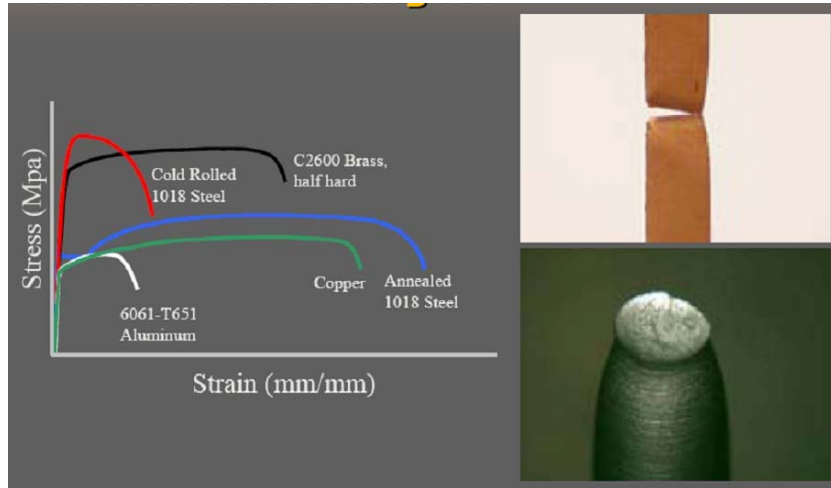 Stress (Mpa)
Cold Rolled
1018 Steel
C2600 Brass,
half hard
Copper
Annealed
1018 Steel
6061-T651
Aluminum
Strain (mm/mm)